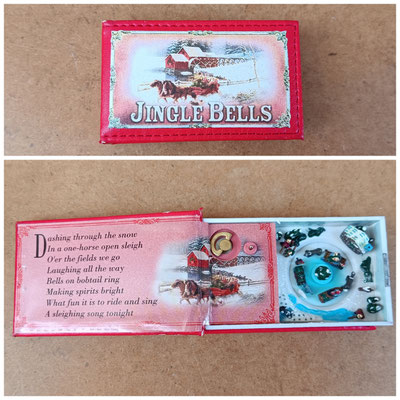 JINGLE BELLS
Dashing through the snow
In a one-horse open sleigh
O'er the fields we go
Laughing all the way
Bells on bobtail ring
Making spirits bright
What fun it is to ride and sing
A sleighing song tonight